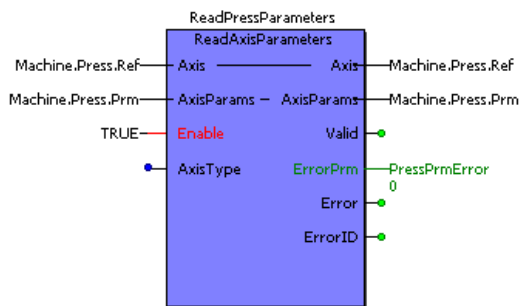 ReadPressParameters
ReadAxisParameters
Machine.Press.Ref Axis Axis Machine.Press.Ref
Machine.Press.Prm AxisParams AxisParams Machine.Press.Prm
TRUE Enable Valid
AxisType ErrorPrm PressPrmError
0
Error
ErrorID